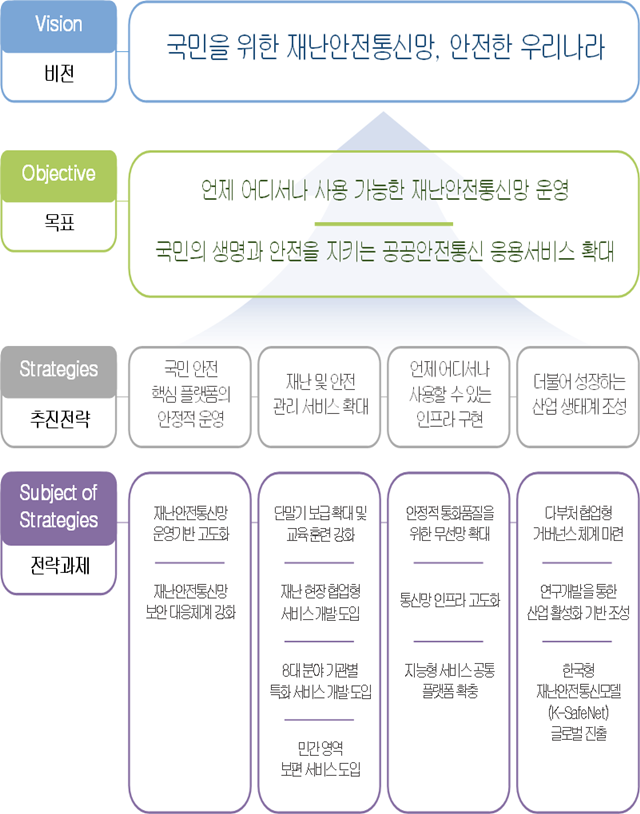 Vision
비전
국민을 위한 재난안전통신망, 안전한 우리나라
Objective
목표
언제 어디서나 사용 가능한 재난안전통신망 운영
국민의 생명과 안전을 지키는 공공안전통신 응용서비스 확대
Strategies
추진전략
국민 안전
핵심 플랫폼의
안정적 운영
재난 및 안전
관리 서비스 확대
언제 어디서나
사용할 수 있는
인프라 구현
더불어 성장하는
산업 생태계 조성
Subject of
Strategies
전략과제
재난안전통신망
운영기반 고도화
재난안전통신망
보안 대응체계 강화
단말기 보급 확대 및
교육 훈련 강화
재난 현장 협업형
서비스 개발 도입
8대 분야 기관별
특화 서비스 개발 도입
민간 영역
보편 서비스 도입
안정적 통화품질을
위한 무선망 확대
통신망 인프라 고도화
지능형 서비스 공통
플랫폼 확충
다부처 협업형
거버넌스 체계 마련
연구개발을 통한
산업 활성화 기반 조성
한국형
재난안전통신모델
(K-SafeNet)
글로벌 진출